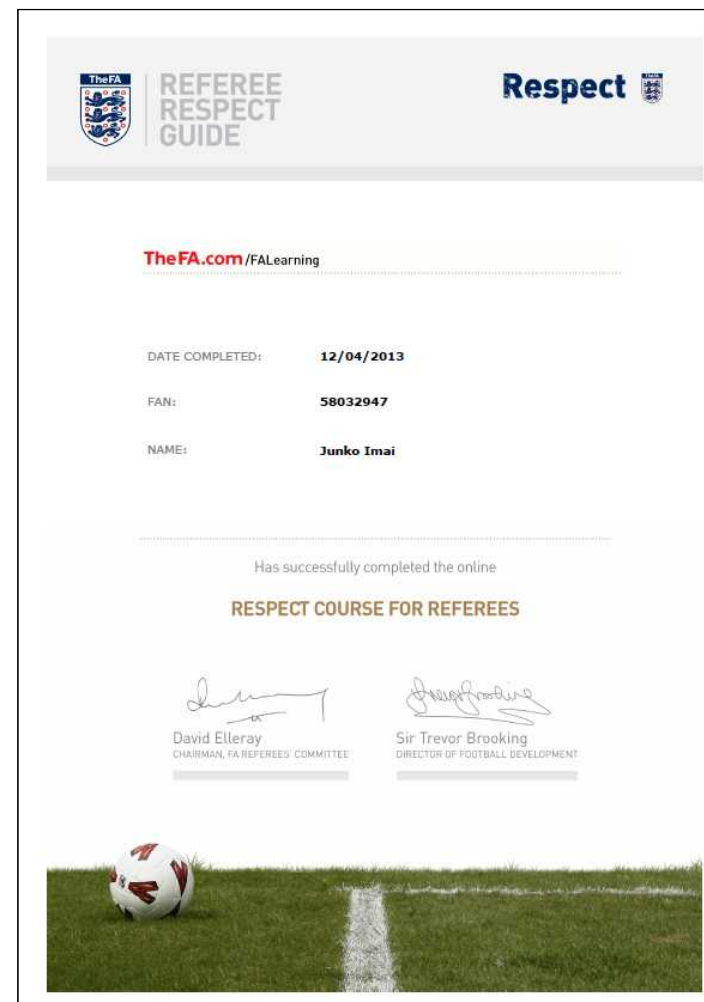 TheFA
REFEREE
RESPECT
GUIDE
Respect
TheFA.com/FALearning
DATE COMPLETED: 12/04/2013
FAN: 58032947
NAME: Junko Imai
Has successfully completed the online
RESPECT COURSE FOR REFEREES
David Elleray
CHAIRMAN, FA REFEREES' COMMITTEE
Sir Trevor Brooking
DIRECTOR OF FOOTBALL DEVELOPMENT